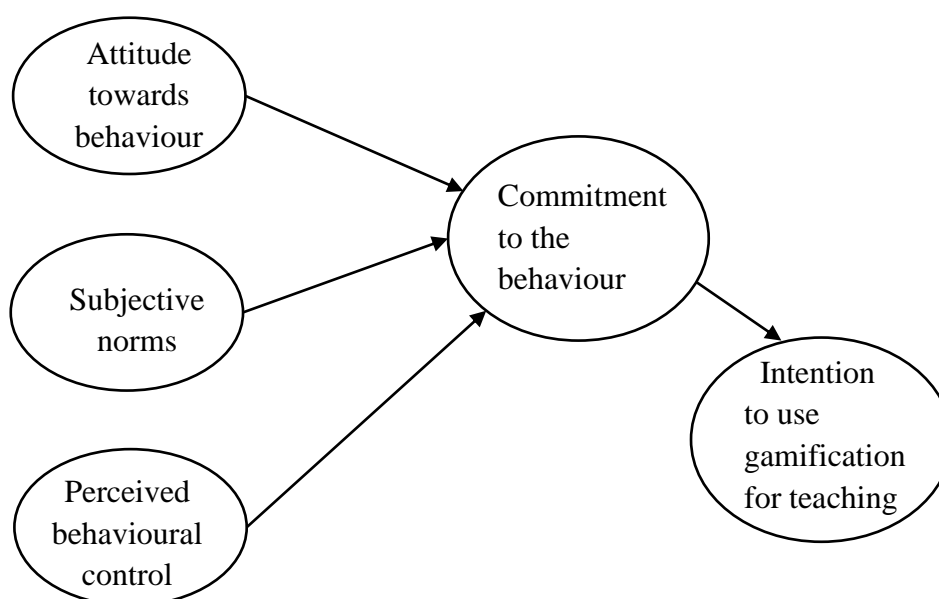 Attitude
towards
behaviour
Commitment
to the
behaviour
Subjective
norms
Intention
to use
gamification
for teaching
Perceived
behavioural
control